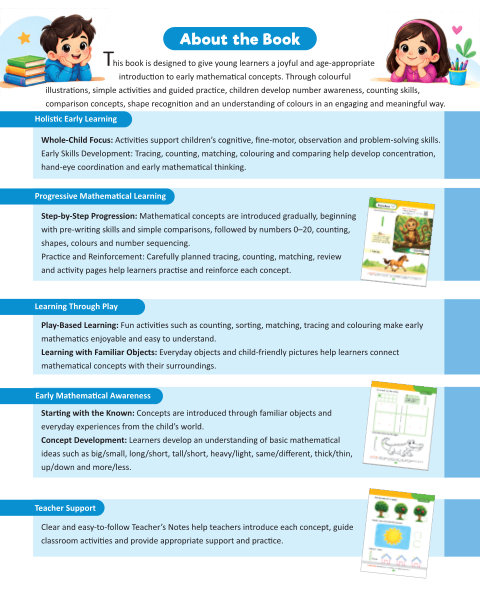 About the Book
This book is designed to give young learners a joyful and age-appropriate
introduction to early mathematical concepts. Through colourful
illustrations, simple activities and guided practice, children develop number awareness, counting skills,
comparison concepts, shape recognition and an understanding of colours in an engaging and meaningful way.
Holistic Early Learning
Whole-Child Focus: Activities support children's cognitive, fine-motor, observation and problem-solving skills.
Early Skills Development: Tracing, counting, matching, colouring and comparing help develop concentration,
hand-eye coordination and early mathematical thinking.
Progressive Mathematical Learning
Step-by-Step Progression: Mathematical concepts are introduced gradually, beginning
with pre-writing skills and simple comparisons, followed by numbers 0–20, counting,
shapes, colours and number sequencing.
Practice and Reinforcement: Carefully planned tracing, counting, matching, review
and activity pages help learners practise and reinforce each concept.
Learning Through Play
Play-Based Learning: Fun activities such as counting, sorting, matching, tracing and colouring make early
mathematics enjoyable and easy to understand.
Learning with Familiar Objects: Everyday objects and child-friendly pictures help learners connect
mathematical concepts with their surroundings.
Early Mathematical Awareness
Starting with the Known: Concepts are introduced through familiar objects and
everyday experiences from the child's world.
Concept Development: Learners develop an understanding of basic mathematical
ideas such as big/small, long/short, tall/short, heavy/light, same/different, thick/thin,
up/down and more/less.
Teacher Support
Clear and easy-to-follow Teacher's Notes help teachers introduce each concept, guide
classroom activities and provide appropriate support and practice.